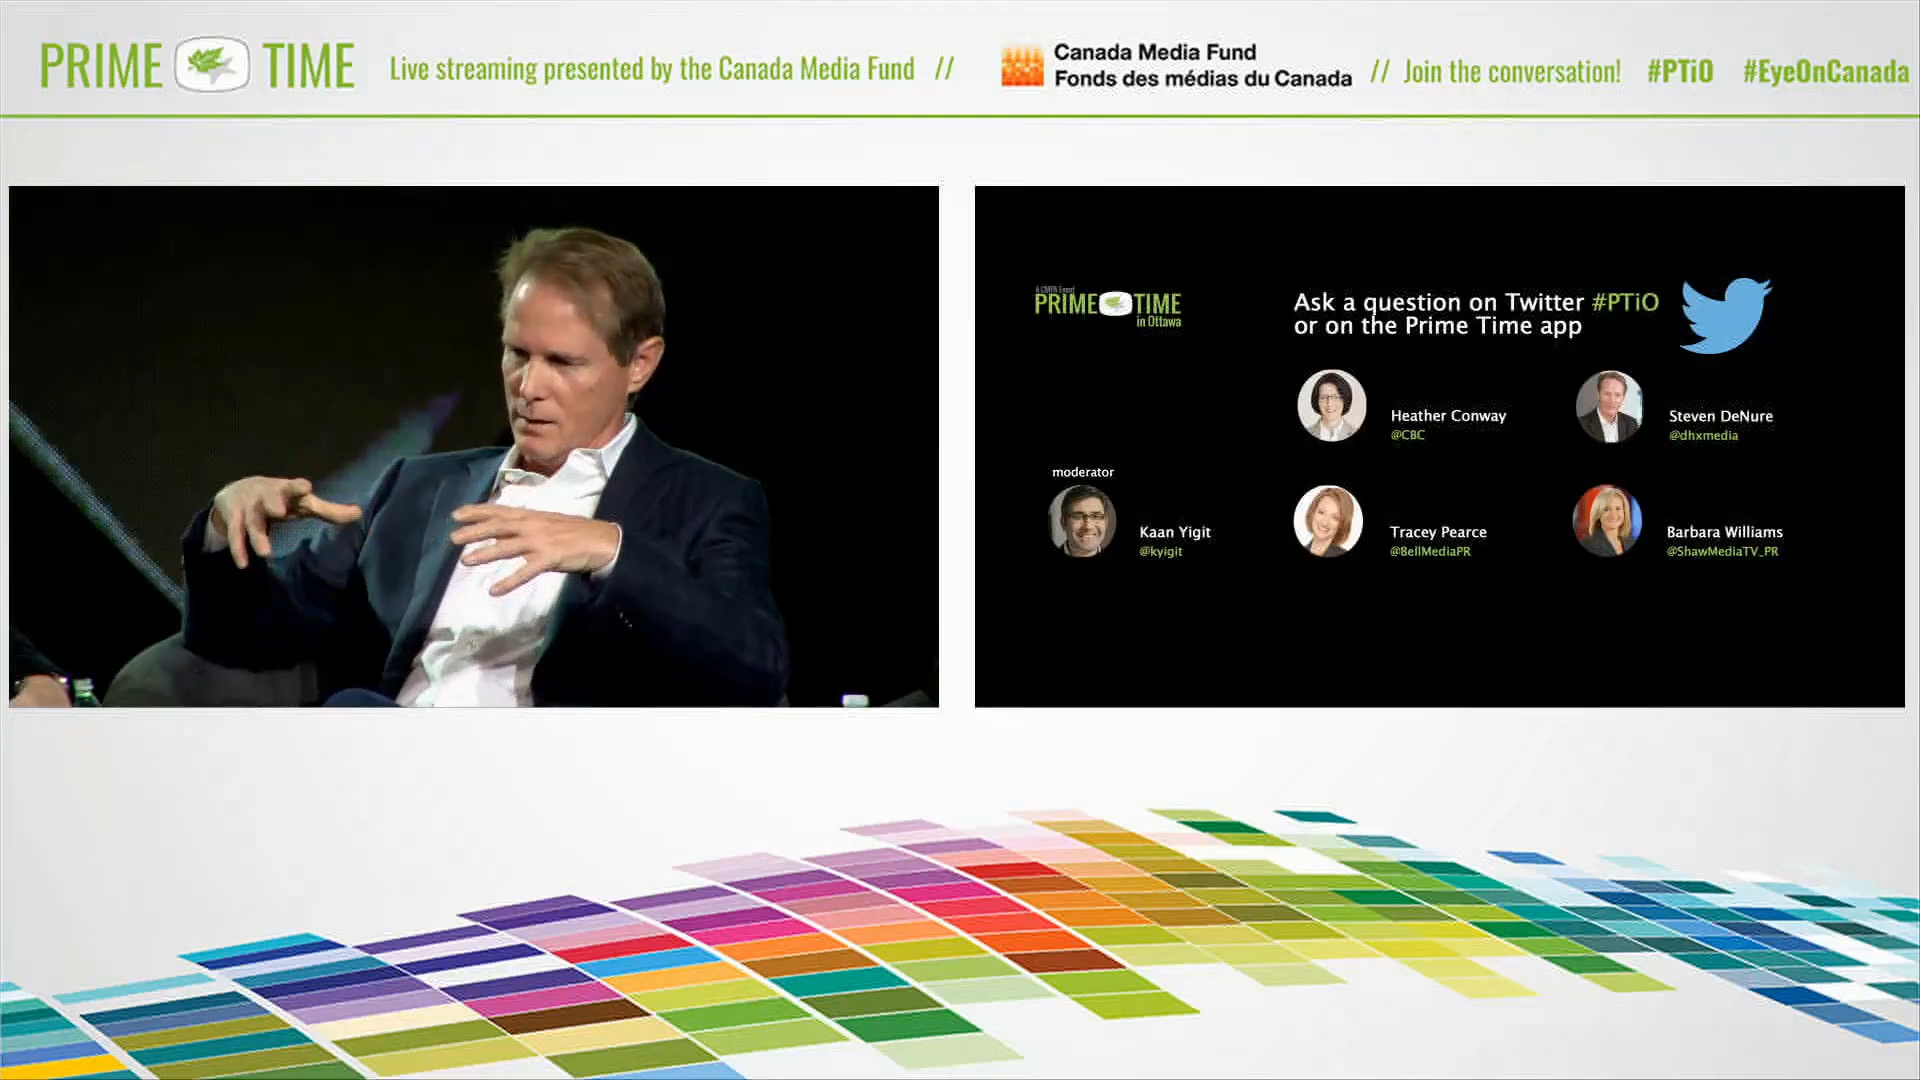 PRIME TIME
Live streaming presented by the Canada Media Fund //
Canada Media Fund
Fonds des médias du Canada
// Join the conversation! #PTiO #EyeOnCanada
A CMPA Event
PRIME TIME
in Ottawa
Ask a question on Twitter #PTiO
or on the Prime Time app
Heather Conway
@CBC
Steven DeNure
@dhxmedia
moderator
Kaan Yigit
@kyigit
Tracey Pearce
@BellMediaPR
Barbara Williams
@ShawMediaTV_PR